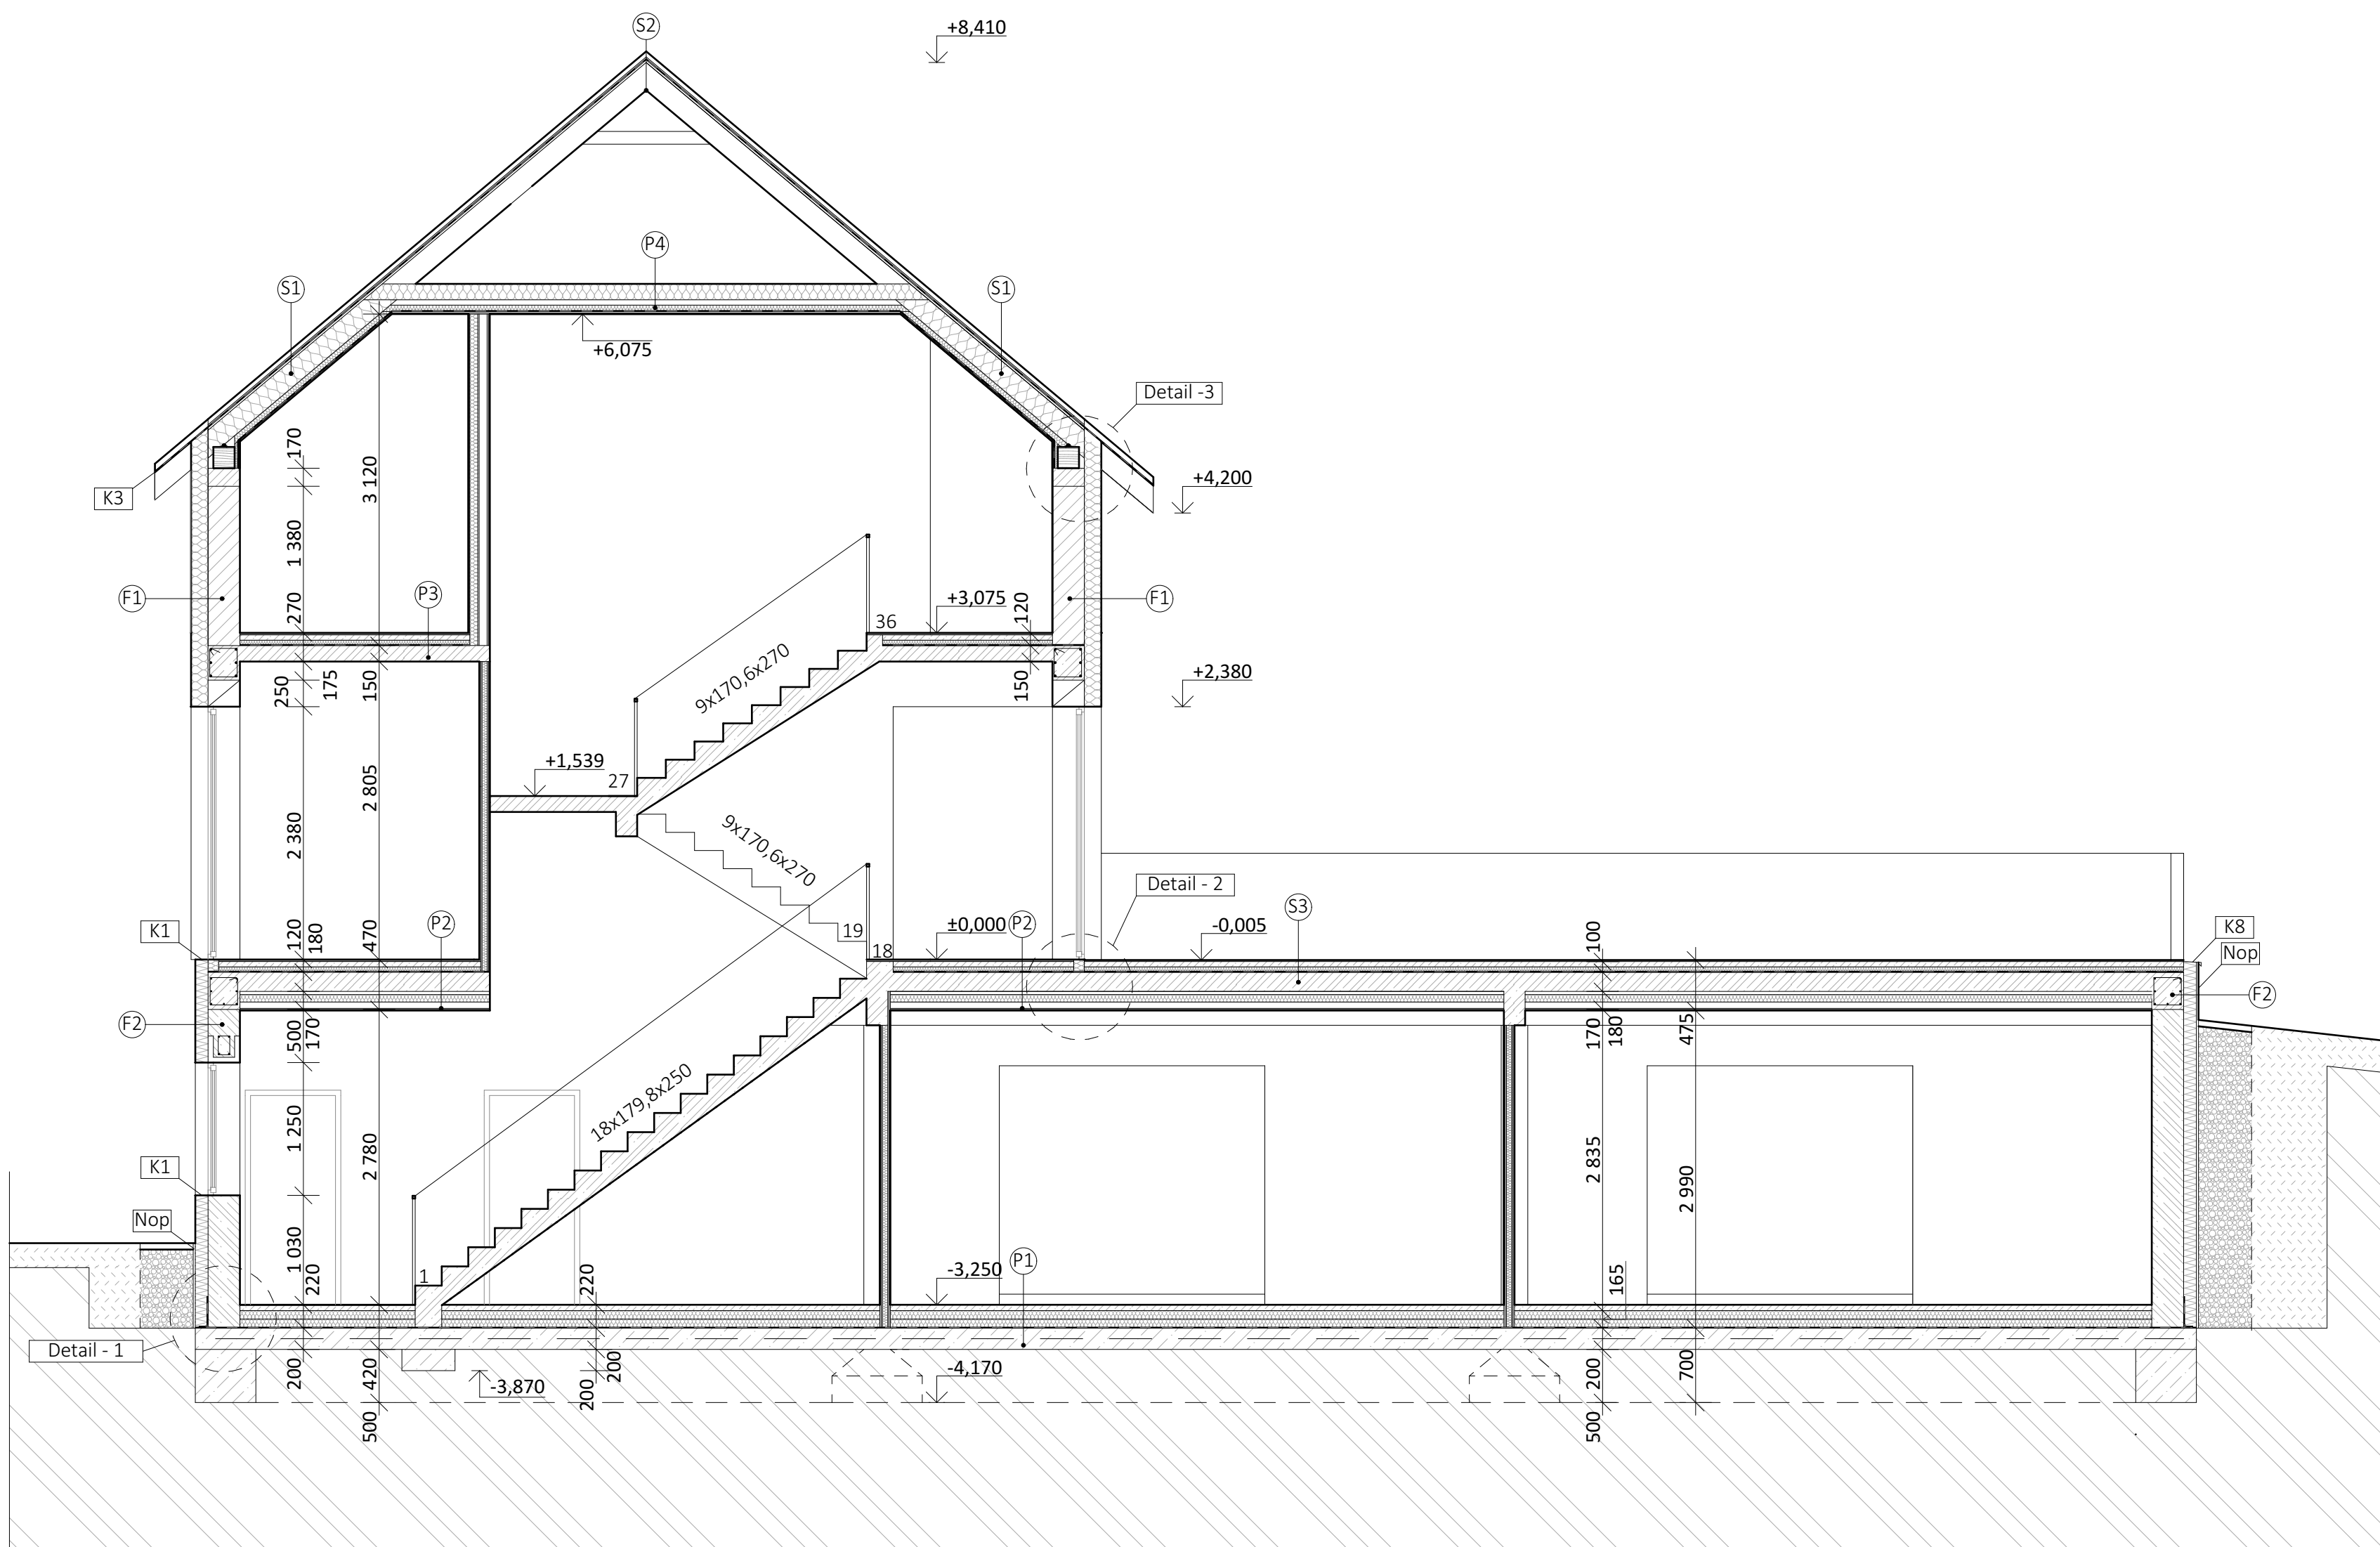 S2
+8,410
P4
S1
S1
+6,075
Detail -3
170
3 120
K3
+4,200
1 380
F1
P3
270
36
+3,075
120
F1
9x170,6x270
250
175
150
150
+2,380
+1,539
27
2 805
2 380
9x170,6x270
Detail - 2
S3
K1
120
180
470
P2
19
18
±0,000
P2
-0,005
100
K8
Nop
F2
500
170
170
180
475
F2
18x179,8x250
1 250
2 780
2 835
2 990
K1
Nop
1 030
220
1
220
-3,250
P1
165
Detail - 1
200
420
-3,870
200
200
-4,170
200
700
500
500